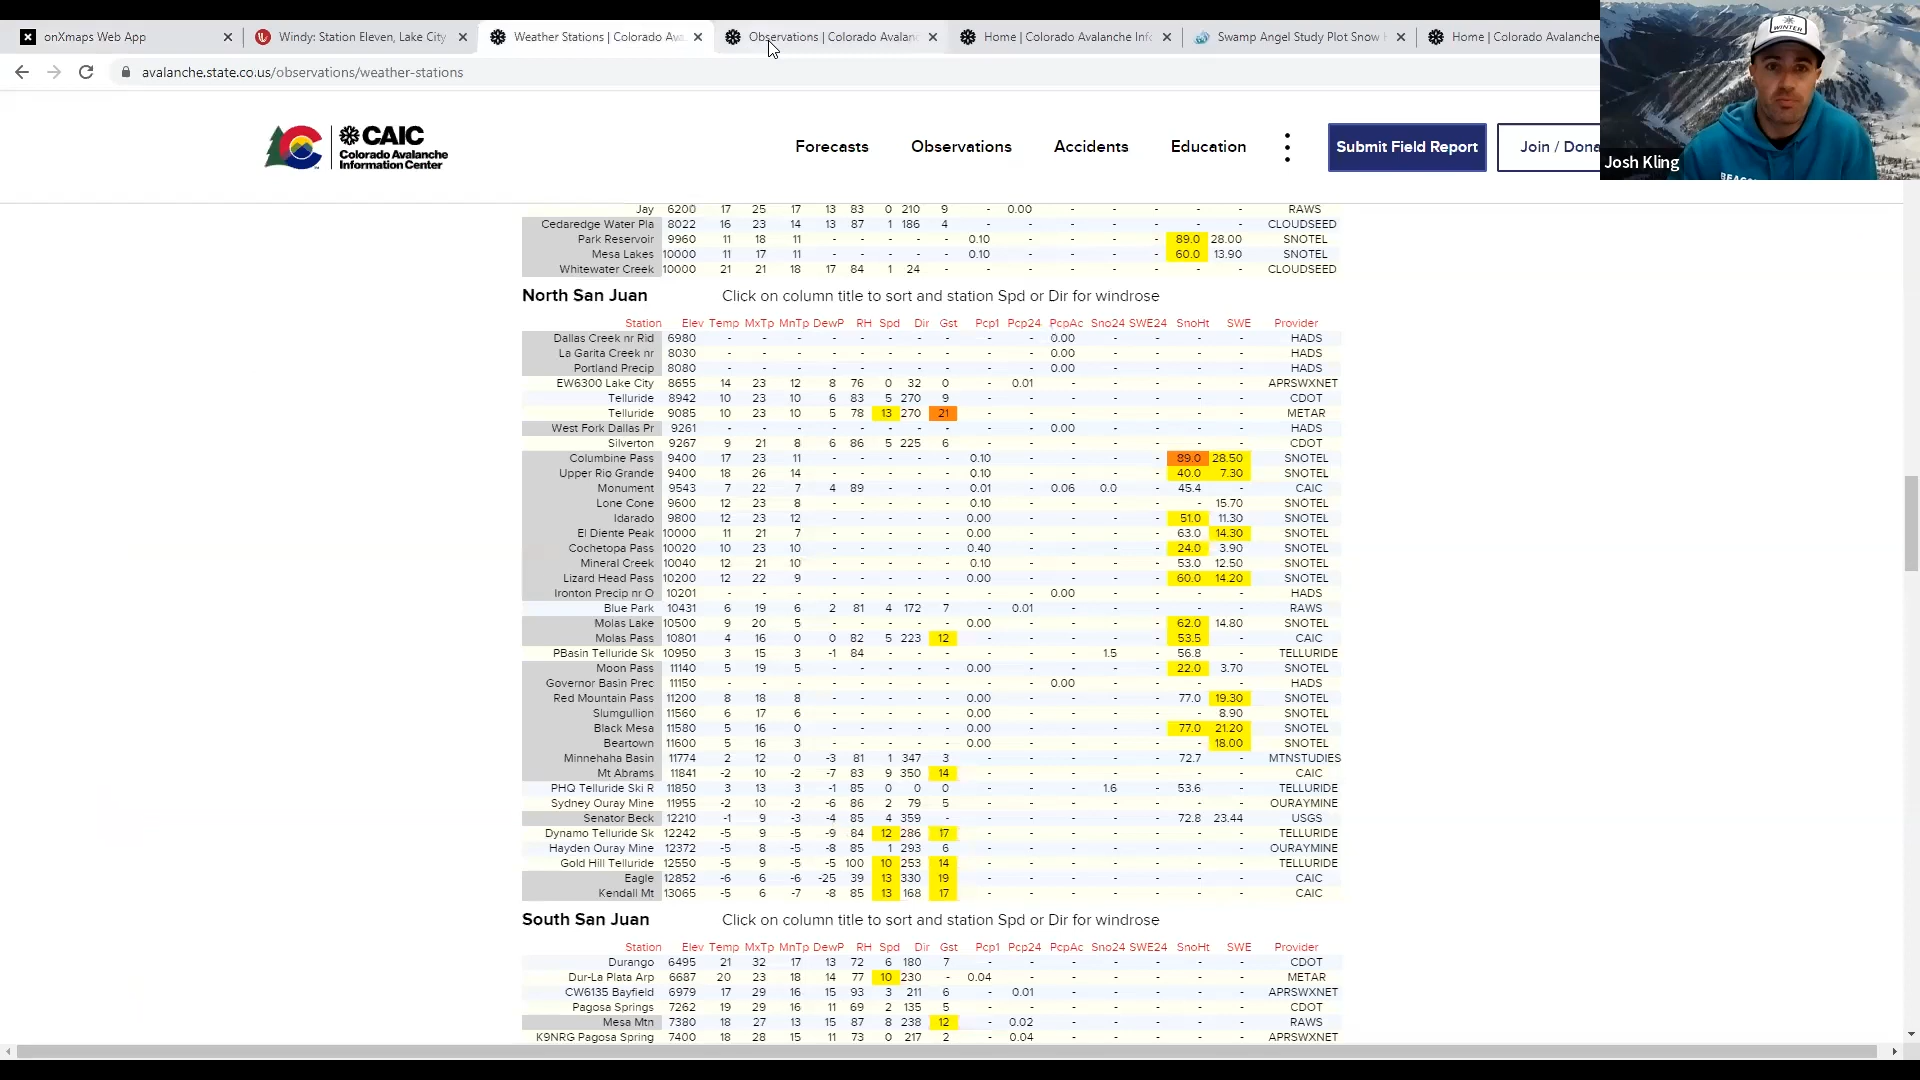 onXmaps Web App
Windy: Station Eleven, Lake City
Weather Stations | Colorado Ava
Observations | Colorado Avalan
Home | Colorado Avalanche Info
Swamp Angel Study Plot Snow
Home | Colorado Avalanche
avalanche.state.co.us/observations/weather-stations
CAIC
Colorado Avalanche
Information Center
Forecasts Observations Accidents Education
Submit Field Report
Join / Dona
WINTER
Josh Kling
Jay 6200 17 25 17 13 83 0 210 9 - 0.00 - - - - - RAWS
Cedaredge Water Pla 8022 16 23 14 13 87 1 186 4 - - - - - - - CLOUDSEED
Park Reservoir 9960 11 18 11 - - - - - 0.10 - - - - 89.0 28.00 SNOTEL
Mesa Lakes 10000 11 17 11 - - - - - 0.10 - - - - 60.0 13.90 SNOTEL
Whitewater Creek 10000 21 21 18 17 84 1 24 - - - - - - - - CLOUDSEED
North San Juan Click on column title to sort and station Spd or Dir for windrose
Station Elev Temp MxTp MnTp DewP RH Spd Dir Gst Pcp1 Pcp24 PcpAc Sno24 SWE24 SnoHt SWE Provider
Dallas Creek nr Rid 6980 - - - - - - - - - - 0.00 - - - - HADS
La Garita Creek nr 8030 - - - - - - - - - - 0.00 - - - - HADS
Portland Precip 8080 - - - - - - - - - - 0.00 - - - - HADS
EW6300 Lake City 8655 14 23 12 8 76 0 32 0 - 0.01 - - - - - APRSWXNET
Telluride 8942 10 23 10 6 83 5 270 9 - - - - - - - CDOT
Telluride 9085 10 23 10 5 78 13 270 21 - - - - - - - METAR
West Fork Dallas Pr 9261 - - - - - - - - - - 0.00 - - - - HADS
Silverton 9267 9 21 8 6 86 5 225 6 - - - - - - - CDOT
Columbine Pass 9400 17 23 11 - - - - - 0.10 - - - - 89.0 28.50 SNOTEL
Upper Rio Grande 9400 18 26 14 - - - - - 0.10 - - - - 40.0 7.30 SNOTEL
Monument 9543 7 22 7 4 89 - - - 0.01 - 0.06 0.0 - 45.4 - CAIC
Lone Cone 9600 12 23 8 - - - - - 0.10 - - - - - 15.70 SNOTEL
Idarado 9800 12 23 12 - - - - - 0.00 - - - - 51.0 11.30 SNOTEL
El Diente Peak 10000 11 21 7 - - - - - 0.00 - - - - 63.0 14.30 SNOTEL
Cochetopa Pass 10020 10 23 10 - - - - - 0.40 - - - - 24.0 3.90 SNOTEL
Mineral Creek 10040 12 21 10 - - - - - 0.10 - - - - 53.0 12.50 SNOTEL
Lizard Head Pass 10200 12 22 9 - - - - - 0.00 - - - - 60.0 14.20 SNOTEL
Ironton Precip nr O 10201 - - - - - - - - - - 0.00 - - - - HADS
Blue Park 10431 6 19 6 2 81 4 172 7 - 0.01 - - - - - RAWS
Molas Lake 10500 9 20 5 - - - - - 0.00 - - - - 62.0 14.80 SNOTEL
Molas Pass 10801 4 16 0 0 82 5 223 12 - - - - - 53.5 - CAIC
PBasin Telluride Sk 10950 3 15 3 -1 84 - - - - - - 1.5 - 56.8 - TELLURIDE
Moon Pass 11140 5 19 5 - - - - - 0.00 - - - - 22.0 3.70 SNOTEL
Governor Basin Prec 11150 - - - - - - - - - - 0.00 - - - - HADS
Red Mountain Pass 11200 8 18 8 - - - - - 0.00 - - - - 77.0 19.30 SNOTEL
Slumgullion 11560 6 17 6 - - - - - 0.00 - - - - - 8.90 SNOTEL
Black Mesa 11580 5 16 0 - - - - - 0.00 - - - - 77.0 21.20 SNOTEL
Beartown 11600 5 16 3 - - - - - 0.00 - - - - - 18.00 SNOTEL
Minnehaha Basin 11774 2 12 0 -3 81 1 347 3 - - - - - 72.7 - MTNSTUDIES
Mt Abrams 11841 -2 10 -2 -7 83 9 350 14 - - - - - - - CAIC
PHQ Telluride Ski R 11850 3 13 3 -1 85 0 0 0 - - - 1.6 - 53.6 - TELLURIDE
Sydney Ouray Mine 11955 -2 10 -2 -6 86 2 79 5 - - - - - - - OURAYMINE
Senator Beck 12210 -1 9 -3 -4 85 4 359 - - - - - - 72.8 23.44 USGS
Dynamo Telluride Sk 12242 -5 9 -5 -9 84 12 286 17 - - - - - - - TELLURIDE
Hayden Ouray Mine 12372 -5 8 -5 -8 85 1 293 6 - - - - - - - OURAYMINE
Gold Hill Telluride 12550 -5 9 -5 -5 100 10 253 14 - - - - - - - TELLURIDE
Eagle 12852 -6 6 -6 -25 39 13 330 19 - - - - - - - CAIC
Kendall Mt 13065 -5 6 -7 -8 85 13 168 17 - - - - - - - CAIC
South San Juan Click on column title to sort and station Spd or Dir for windrose
Station Elev Temp MxTp MnTp DewP RH Spd Dir Gst Pcp1 Pcp24 PcpAc Sno24 SWE24 SnoHt SWE Provider
Durango 6495 21 32 17 13 72 6 180 7 - - - - - - - CDOT
Dur-La Plata Arp 6687 20 23 18 14 77 10 230 - 0.04 - - - - - - METAR
CW6135 Bayfield 6979 17 29 16 15 93 3 211 6 - 0.01 - - - - - APRSWXNET
Pagosa Springs 7262 19 29 16 11 69 2 135 5 - - - - - - - CDOT
Mesa Mtn 7380 18 27 13 15 87 8 238 12 - 0.02 - - - - - RAWS
K9NRG Pagosa Spring 7400 18 28 15 11 73 0 217 2 - 0.04 - - - - - APRSWXNET